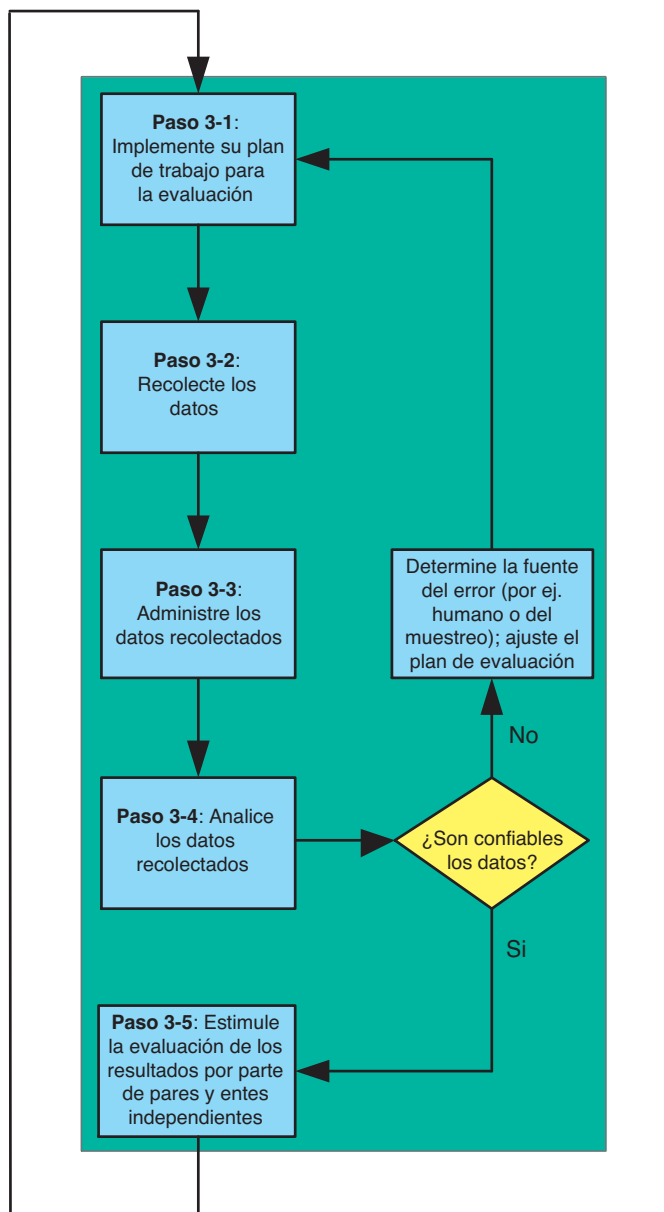 Paso 3-1:
Implemente su plan
de trabajo para
la evaluación
Paso 3-2:
Recolecte los
datos
Paso 3-3:
Administre los
datos recolectados
Determine la fuente
del error (por ej.
humano o del
muestreo); ajuste el
plan de evaluación
No
Paso 3-4: Analice
los datos
recolectados
¿Son confiables
los datos?
Si
Paso 3-5: Estimule
la evaluación de los
resultados por parte
de pares y entes
independientes